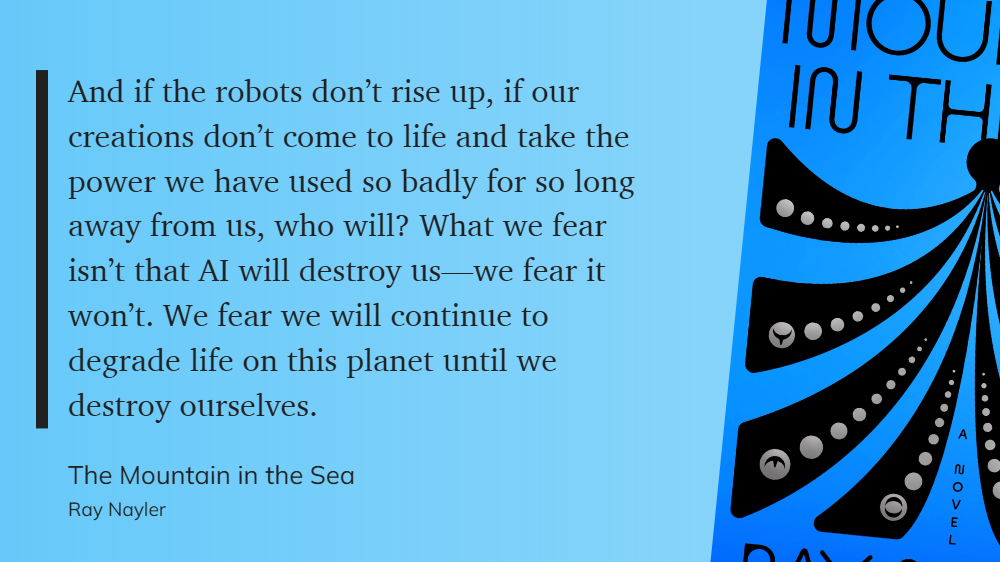 And if the robots don’t rise up, if our
creations don’t come to life and take the
power we have used so badly for so long
away from us, who will? What we fear
isn’t that AI will destroy us—we fear it
won’t. We fear we will continue to
degrade life on this planet until we
destroy ourselves.
The Mountain in the Sea
Ray Nayler
IN TH
A
NOVEL